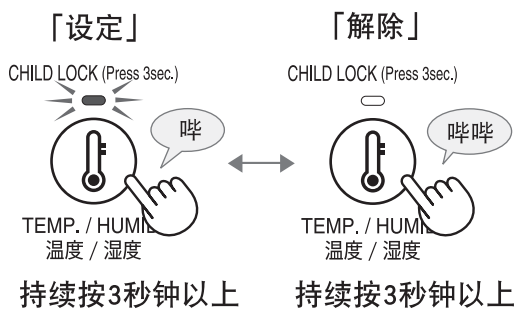 「设定」
CHILD LOCK (Press 3sec.)
哔
TEMP. / HUMI
温度 / 湿度
持续按3秒钟以上
「解除」
CHILD LOCK (Press 3sec.)
哔哔
TEMP. / HUMI
温度 / 湿度
持续按3秒钟以上